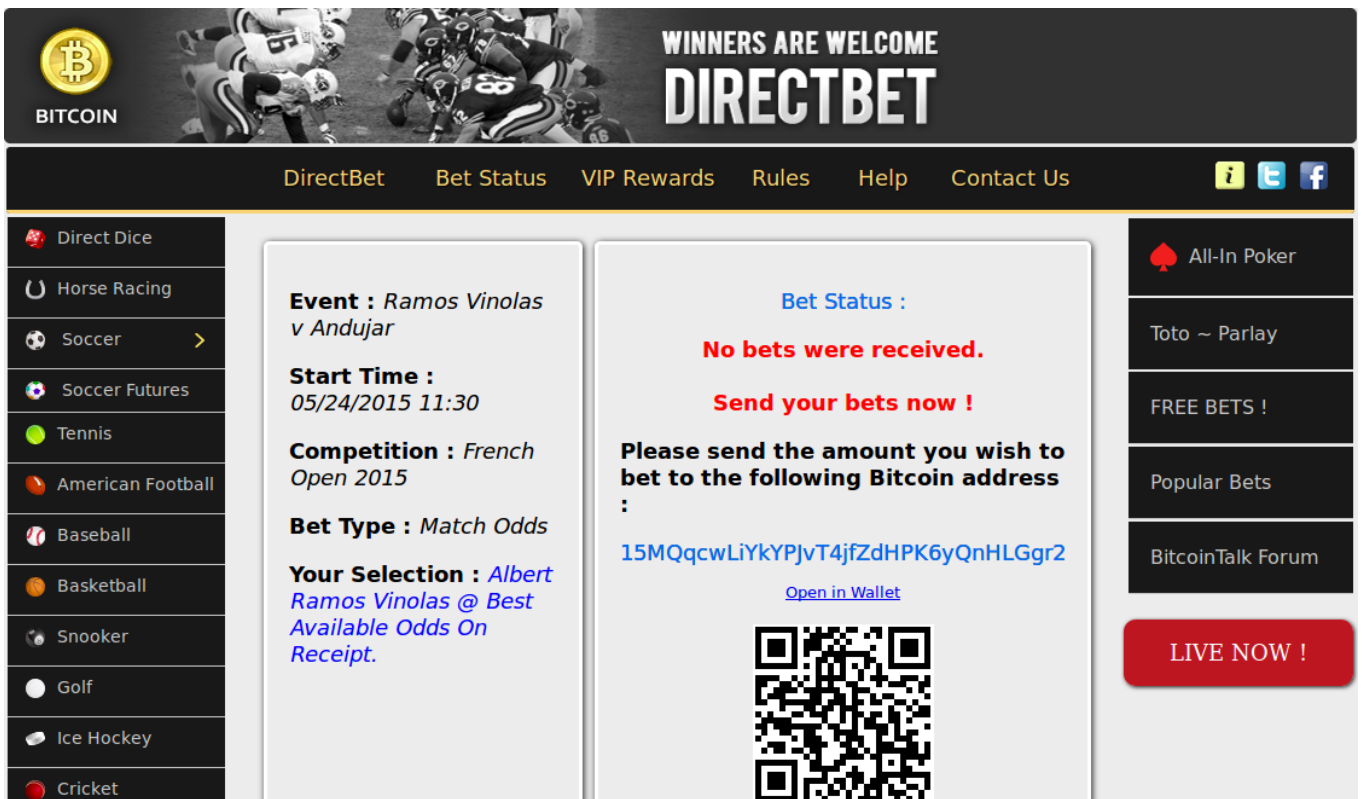 WINNERS ARE WELCOME
DIRECTBET
BITCOIN
DirectBet Bet Status VIP Rewards Rules Help Contact Us
Direct Dice
Horse Racing
Soccer
Soccer Futures
Tennis
American Football
Baseball
Basketball
Snooker
Golf
Ice Hockey
Cricket
Event : Ramos Vinolas
v Andujar
Start Time :
05/24/2015 11:30
Competition : French
Open 2015
Bet Type : Match Odds
Your Selection : Albert
Ramos Vinolas @ Best
Available Odds On
Receipt.
Bet Status :
No bets were received.
Send your bets now !
Please send the amount you wish to
bet to the following Bitcoin address
:
15MQqcwLiYkYPJvT4jfZdHPK6yQnHLGgr2
Open in Wallet
All-In Poker
Toto ~ Parlay
FREE BETS !
Popular Bets
BitcoinTalk Forum
LIVE NOW !